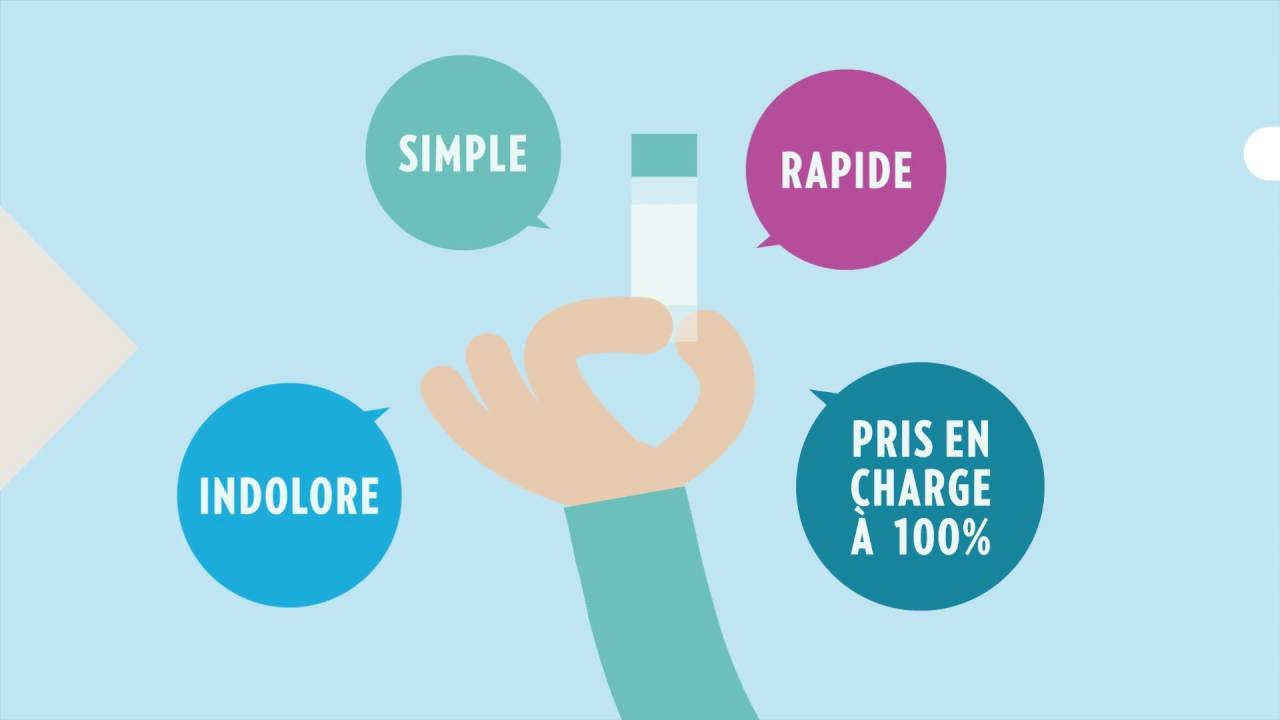 SIMPLE
RAPIDE
INDOLORE
PRIS EN
CHARGE
À 100%